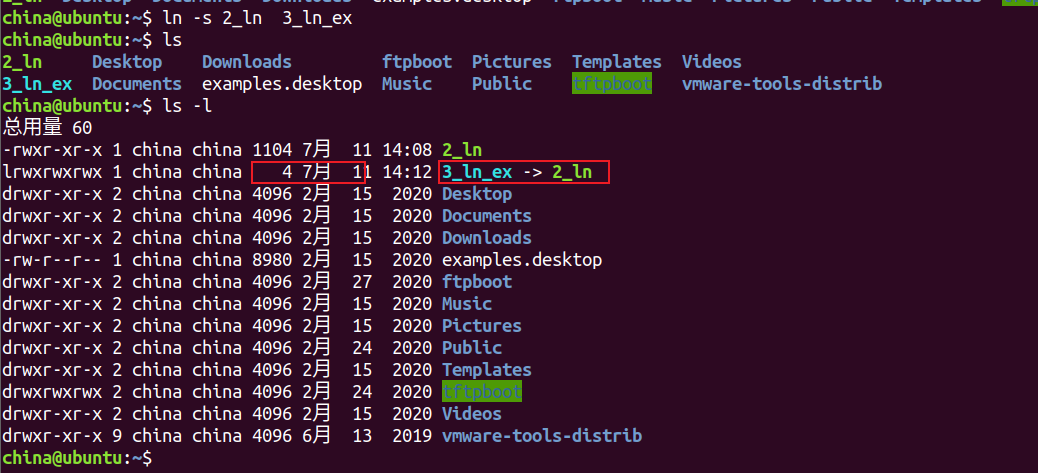 china@ubuntu:~$ ln -s 2_ln  3_ln_ex
china@ubuntu:~$ ls
2_ln     Desktop    Downloads         ftpboot  Pictures  Templates  Videos
3_ln_ex  Documents  examples.desktop  Music    Public    tftpboot   vmware-tools-distrib
china@ubuntu:~$ ls -l
总用量 60
-rwxr-xr-x 1 china china 1104 7月  11 14:08 2_ln
lrwxrwxrwx 1 china china    4 7月  11 14:12 3_ln_ex -> 2_ln
drwxr-xr-x 2 china china 4096 2月  15  2020 Desktop
drwxr-xr-x 2 china china 4096 2月  15  2020 Documents
drwxr-xr-x 2 china china 4096 2月  15  2020 Downloads
-rw-r--r-- 1 china china 8980 2月  15  2020 examples.desktop
drwxr-xr-x 2 china china 4096 2月  27  2020 ftpboot
drwxr-xr-x 2 china china 4096 2月  15  2020 Music
drwxr-xr-x 2 china china 4096 2月  15  2020 Pictures
drwxr-xr-x 2 china china 4096 2月  24  2020 Public
drwxr-xr-x 2 china china 4096 2月  15  2020 Templates
drwxrwxrwx 2 china china 4096 2月  24  2020 tftpboot
drwxr-xr-x 2 china china 4096 2月  15  2020 Videos
drwxr-xr-x 9 china china 4096 6月  13  2019 vmware-tools-distrib
china@ubuntu:~$